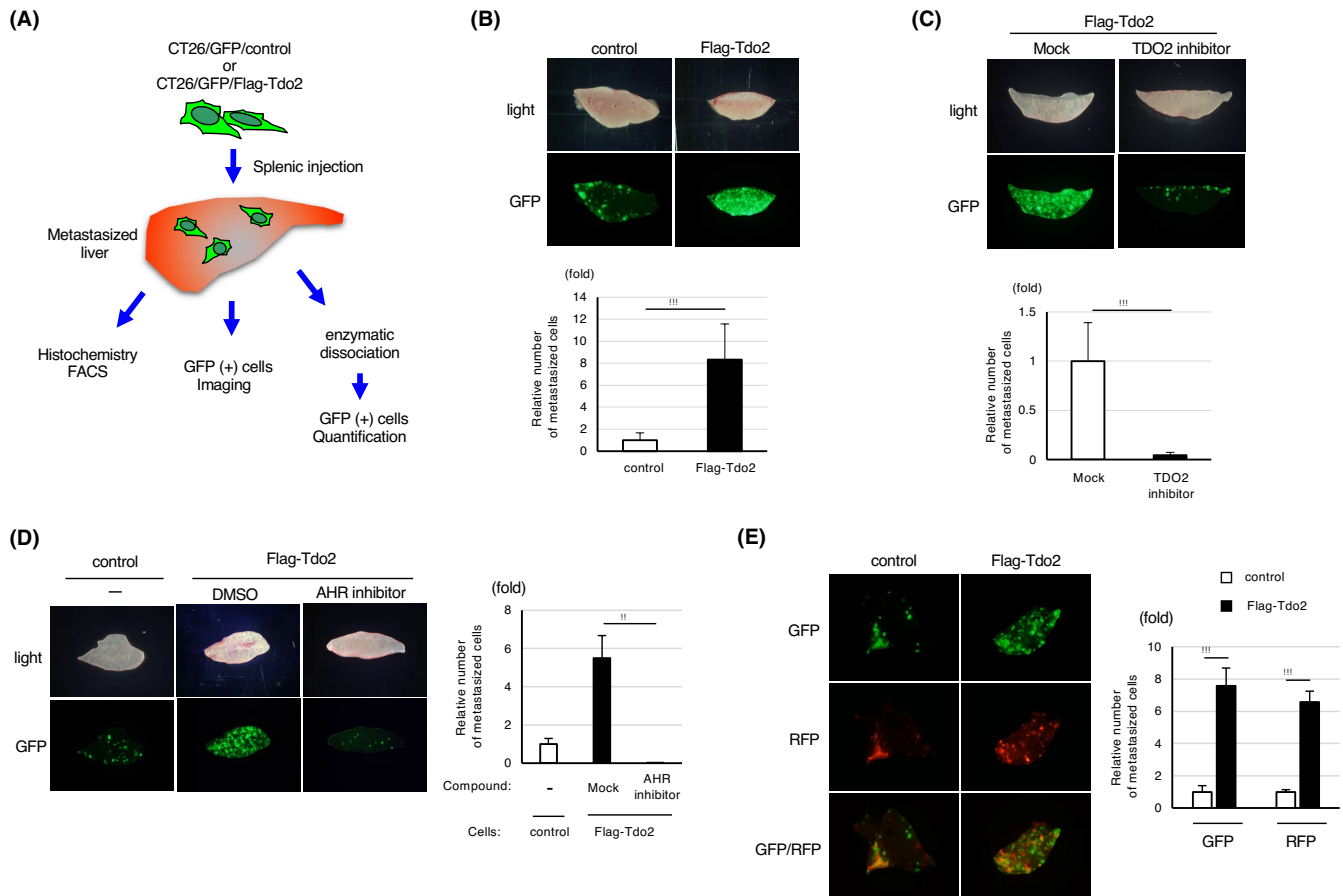 (A)
CT26/GFP/control
or
CT26/GFP/Flag-Tdo2
Splenic injection
Metastasized
liver
Histochemistry
FACS
GFP (+) cells
Imaging
enzymatic
dissociation
GFP (+) cells
Quantification
(B)
control
Flag-Tdo2
light
GFP
(fold)
Relative number
of metastasized cells
14
12
10
8
6
4
2
0
!!!
control
Flag-Tdo2
(C)
Flag-Tdo2
Mock
TDO2 inhibitor
light
GFP
(fold)
Relative number
of metastasized cells
1.5
1
0.5
0
!!!
Mock
TDO2
inhibitor
(D)
control
Flag-Tdo2
–
DMSO
AHR inhibitor
light
GFP
(fold)
Relative number
of metastasized cells
8
6
4
2
0
!!
Compound:
-
Mock
AHR
inhibitor
Cells:
control
Flag-Tdo2
(E)
control
Flag-Tdo2
GFP
RFP
GFP/RFP
control
Flag-Tdo2
(fold)
Relative number
of metastasized cells
10
8
6
4
2
0
!!!
!!!
GFP
RFP